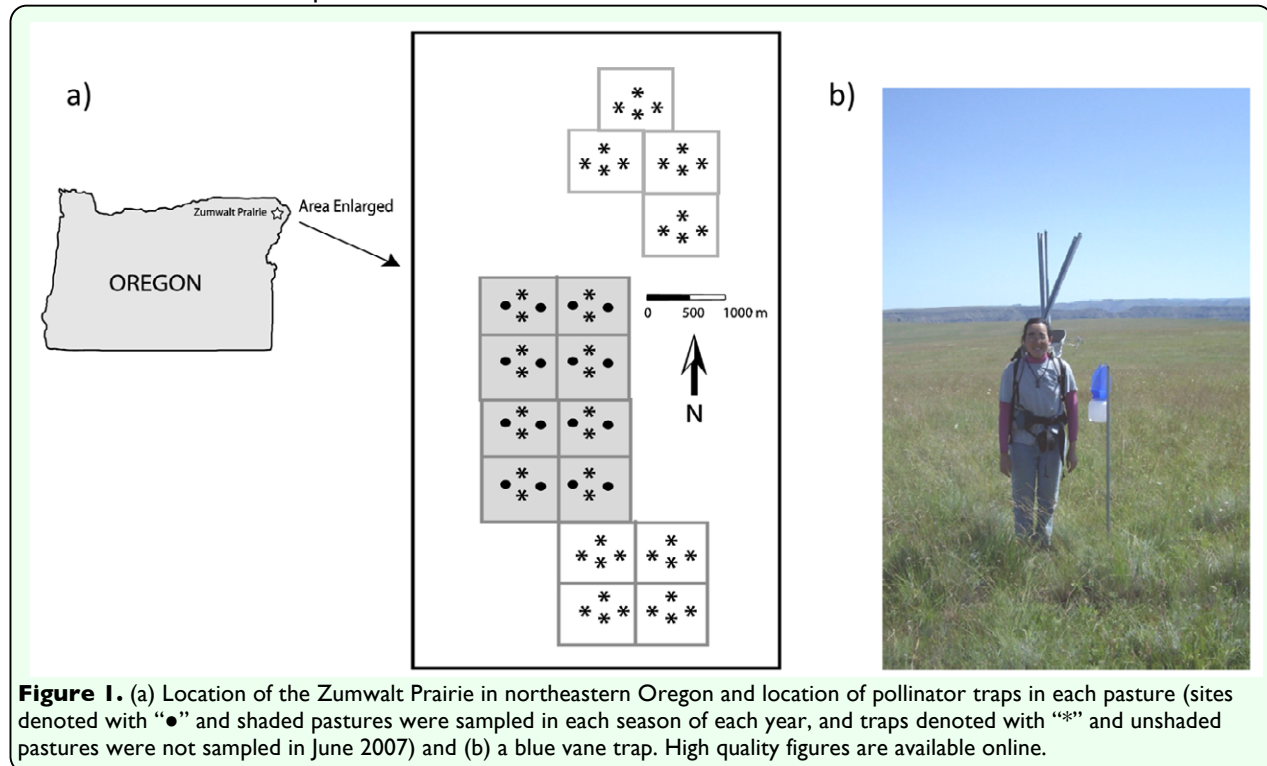 a)
b)
Zumwalt Prairie
Area Enlarged
OREGON
0 500 1000 m
N
Figure 1. (a) Location of the Zumwalt Prairie in northeastern Oregon and location of pollinator traps in each pasture (sites
denoted with “●” and shaded pastures were sampled in each season of each year, and traps denoted with “*” and unshaded
pastures were not sampled in June 2007) and (b) a blue vane trap. High quality figures are available online.